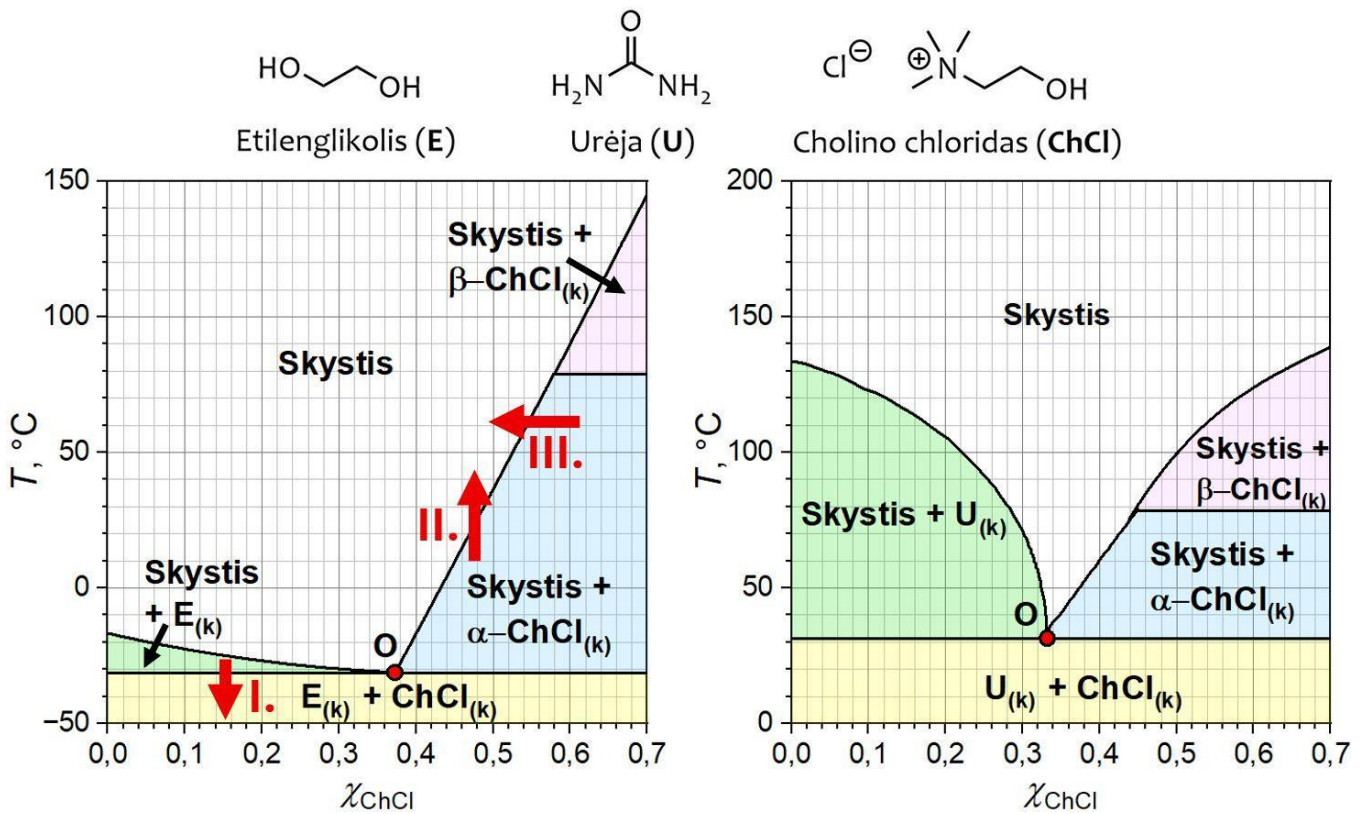 HO
OH
O
H₂N
NH₂
Cl⊖
⊕
N
OH
Etilenglikolis (E)
Urėja (U)
Cholino chloridas (ChCl)
150
100
50
0
−50
T, °C
Skystis +
β–ChCl(k)
Skystis
III.
II.
Skystis
+ E(k)
Skystis +
α–ChCl(k)
O
I.
E(k) + ChCl(k)
0,0
0,1
0,2
0,3
0,4
0,5
0,6
0,7
χChCl
200
150
100
50
0
T, °C
Skystis
Skystis +
β–ChCl(k)
Skystis + U(k)
Skystis +
α–ChCl(k)
O
U(k) + ChCl(k)
0,0
0,1
0,2
0,3
0,4
0,5
0,6
0,7
χChCl